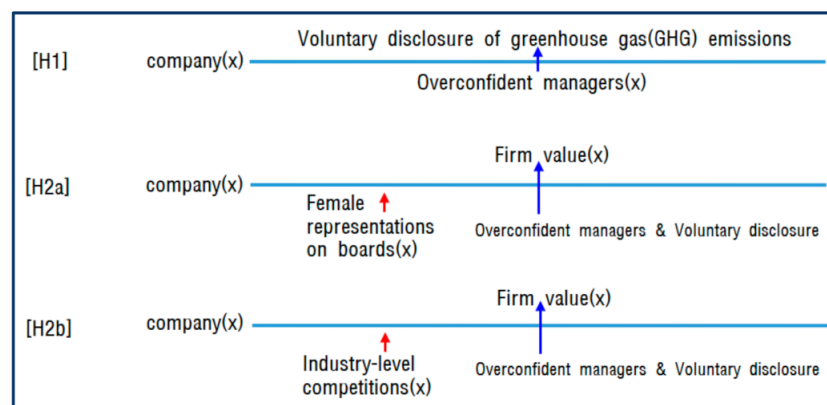 Voluntary disclosure of greenhouse gas(GHG) emissions
[H1] company(x)
Overconfident managers(x)
Firm value(x)
[H2a] company(x)
Female
representations
on boards(x)
Overconfident managers & Voluntary disclosure
Firm value(x)
[H2b] company(x)
Industry-level
competitions(x)
Overconfident managers & Voluntary disclosure